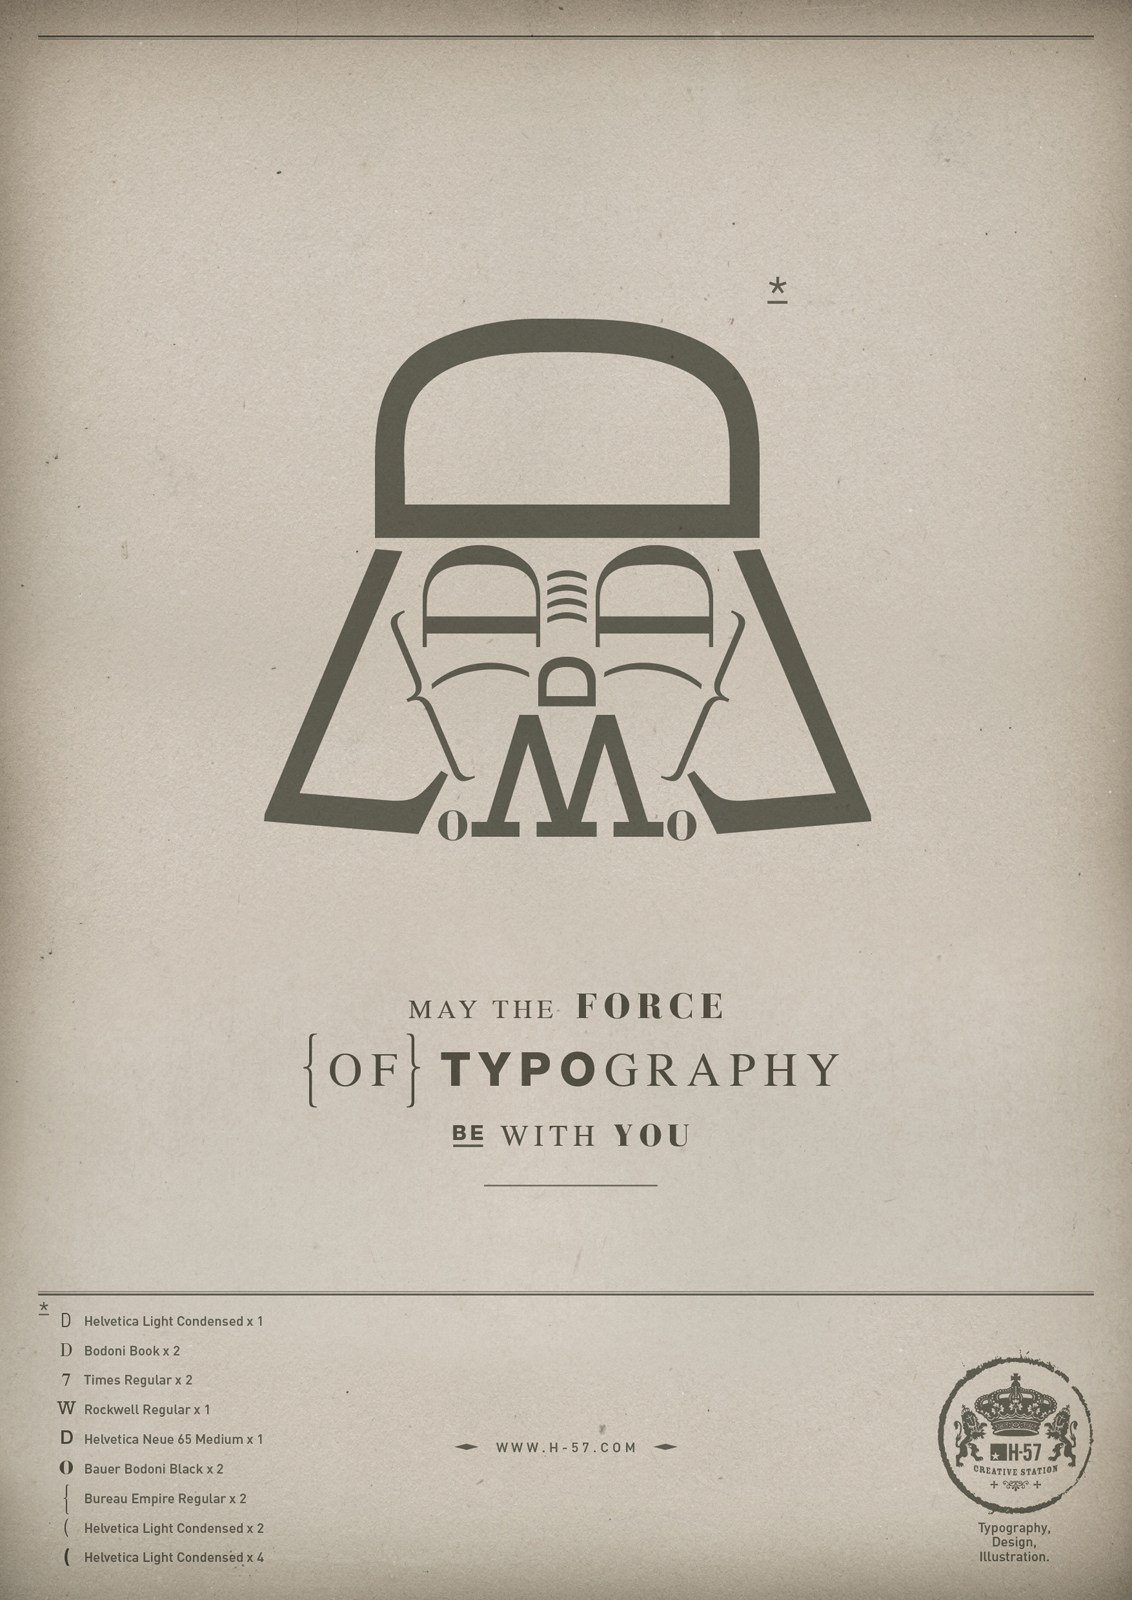 *
MAY THE FORCE
{OF} TYPOGRAPHY
BE WITH YOU
*
D Helvetica Light Condensed x 1
D Bodoni Book x 2
7 Times Regular x 2
W Rockwell Regular x 1
D Helvetica Neue 65 Medium x 1
O Bauer Bodoni Black x 2
{ Bureau Empire Regular x 2
( Helvetica Light Condensed x 2
( Helvetica Light Condensed x 4
WWW.H-57.COM
H-57
CREATIVE STATION
Typography,
Design,
Illustration.